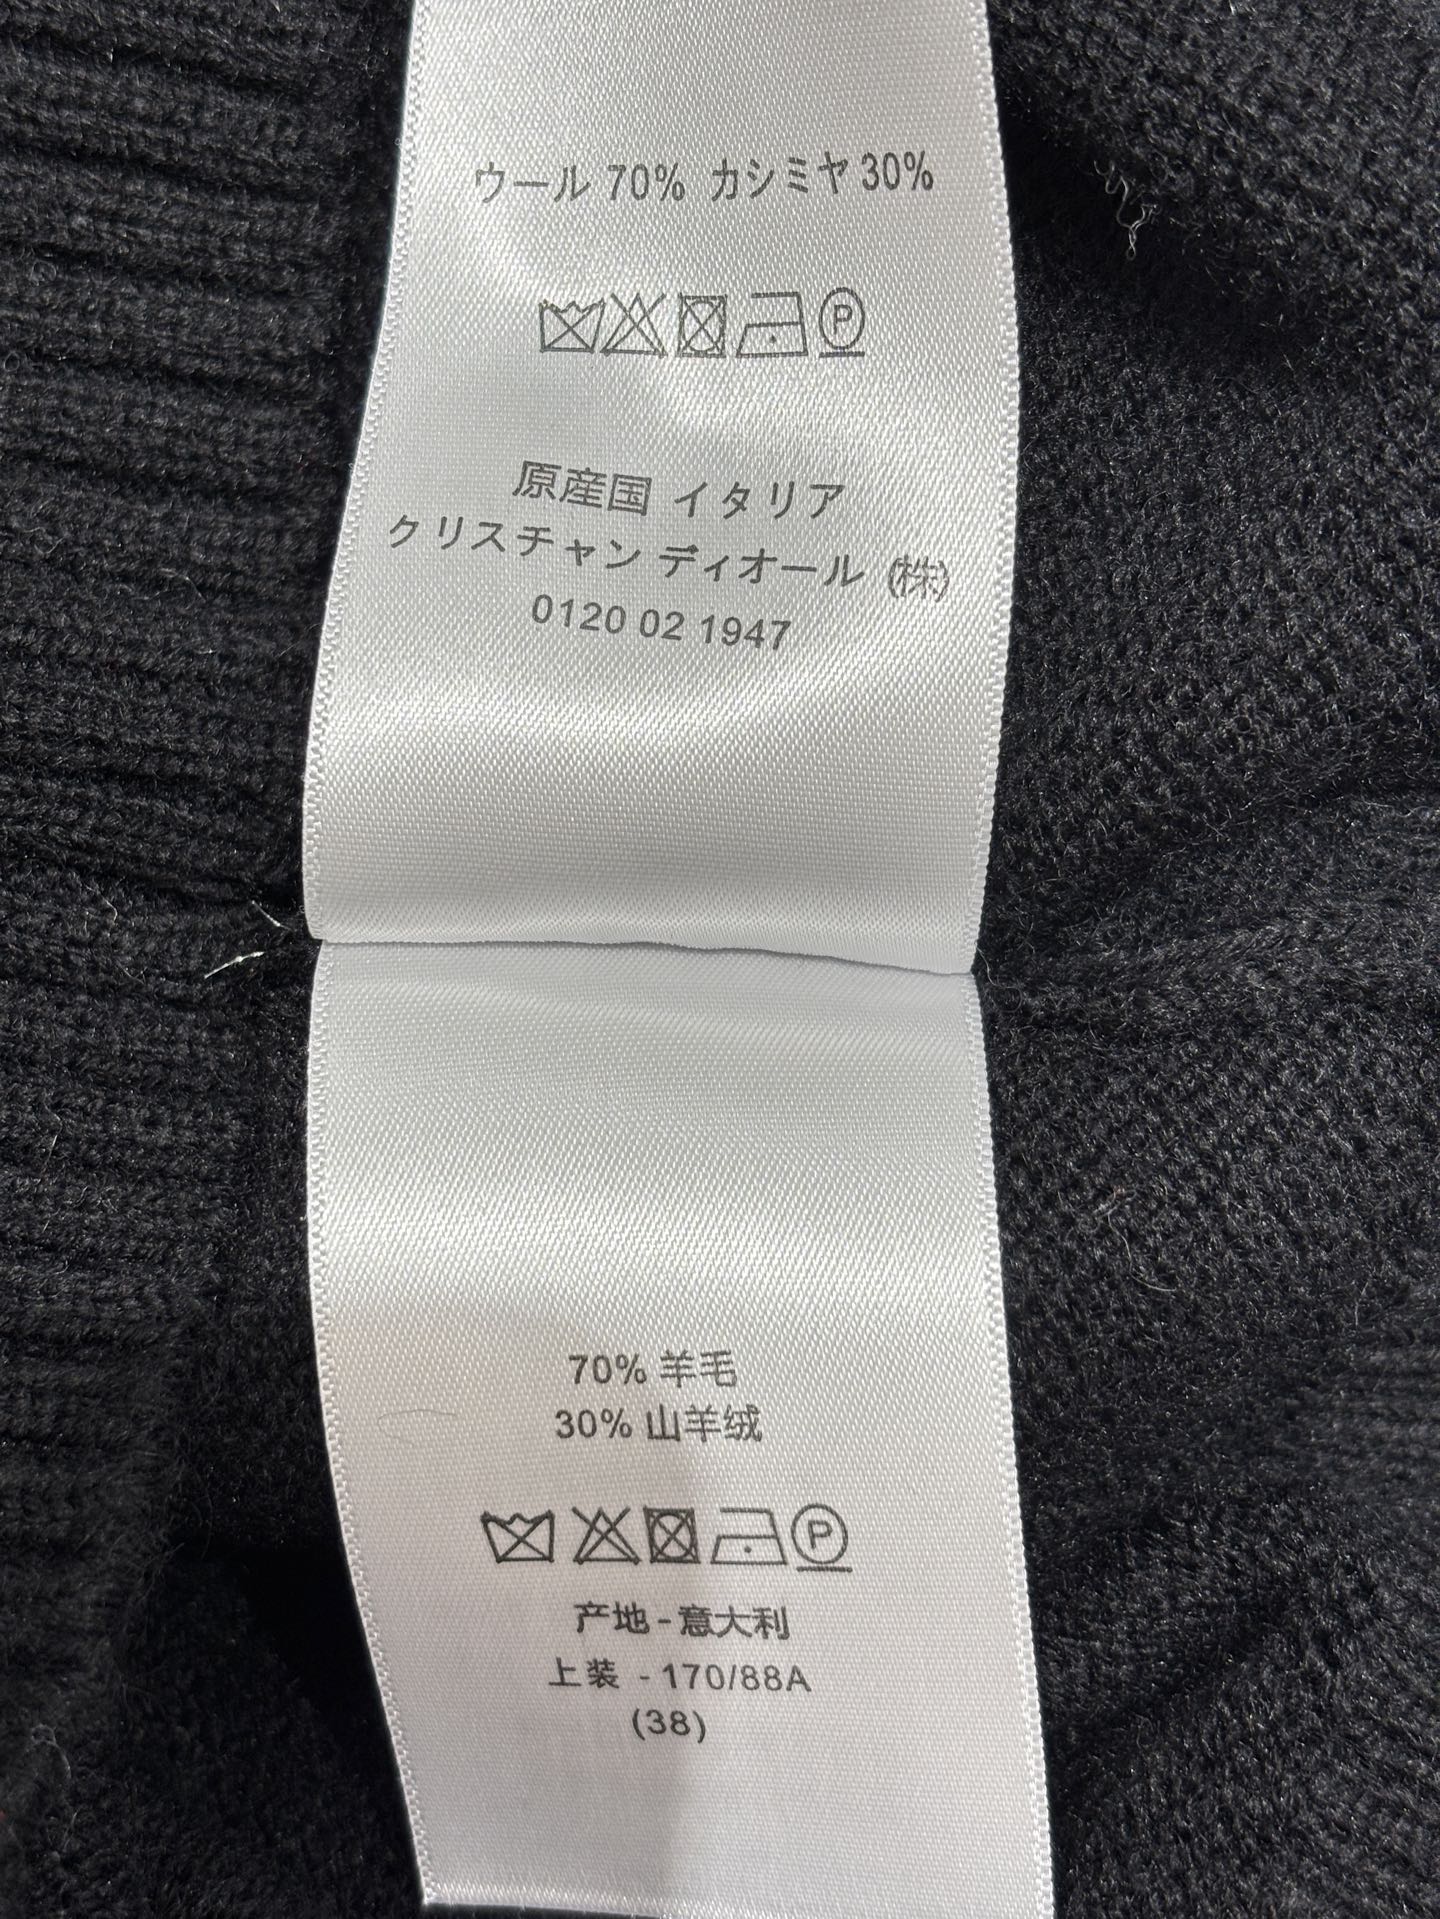 ウール 70% カシミヤ 30%
P
原産国 イタリア
クリスチャン ディオール (株)
0120 02 1947
70% 羊毛
30% 山羊绒
P
产地 - 意大利
上装 - 170/88A
(38)